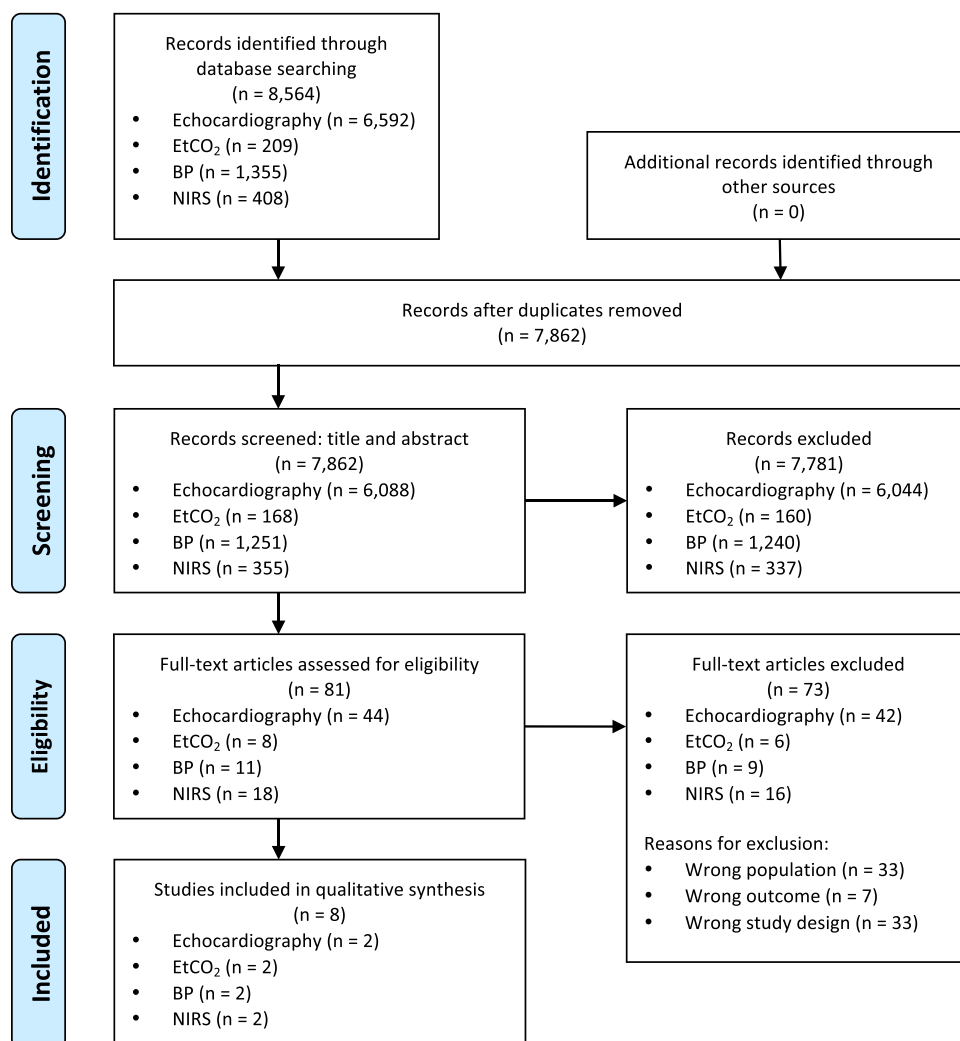 Identification
Records identified through
database searching
(n = 8,564)
• Echocardiography (n = 6,592)
• EtCO₂ (n = 209)
• BP (n = 1,355)
• NIRS (n = 408)
Additional records identified through
other sources
(n = 0)
Records after duplicates removed
(n = 7,862)
Screening
Records screened: title and abstract
(n = 7,862)
• Echocardiography (n = 6,088)
• EtCO₂ (n = 168)
• BP (n = 1,251)
• NIRS (n = 355)
Records excluded
(n = 7,781)
• Echocardiography (n = 6,044)
• EtCO₂ (n = 160)
• BP (n = 1,240)
• NIRS (n = 337)
Eligibility
Full-text articles assessed for eligibility
(n = 81)
• Echocardiography (n = 44)
• EtCO₂ (n = 8)
• BP (n = 11)
• NIRS (n = 18)
Full-text articles excluded
(n = 73)
• Echocardiography (n = 42)
• EtCO₂ (n = 6)
• BP (n = 9)
• NIRS (n = 16)
Reasons for exclusion:
• Wrong population (n = 33)
• Wrong outcome (n = 7)
• Wrong study design (n = 33)
Included
Studies included in qualitative synthesis
(n = 8)
• Echocardiography (n = 2)
• EtCO₂ (n = 2)
• BP (n = 2)
• NIRS (n = 2)